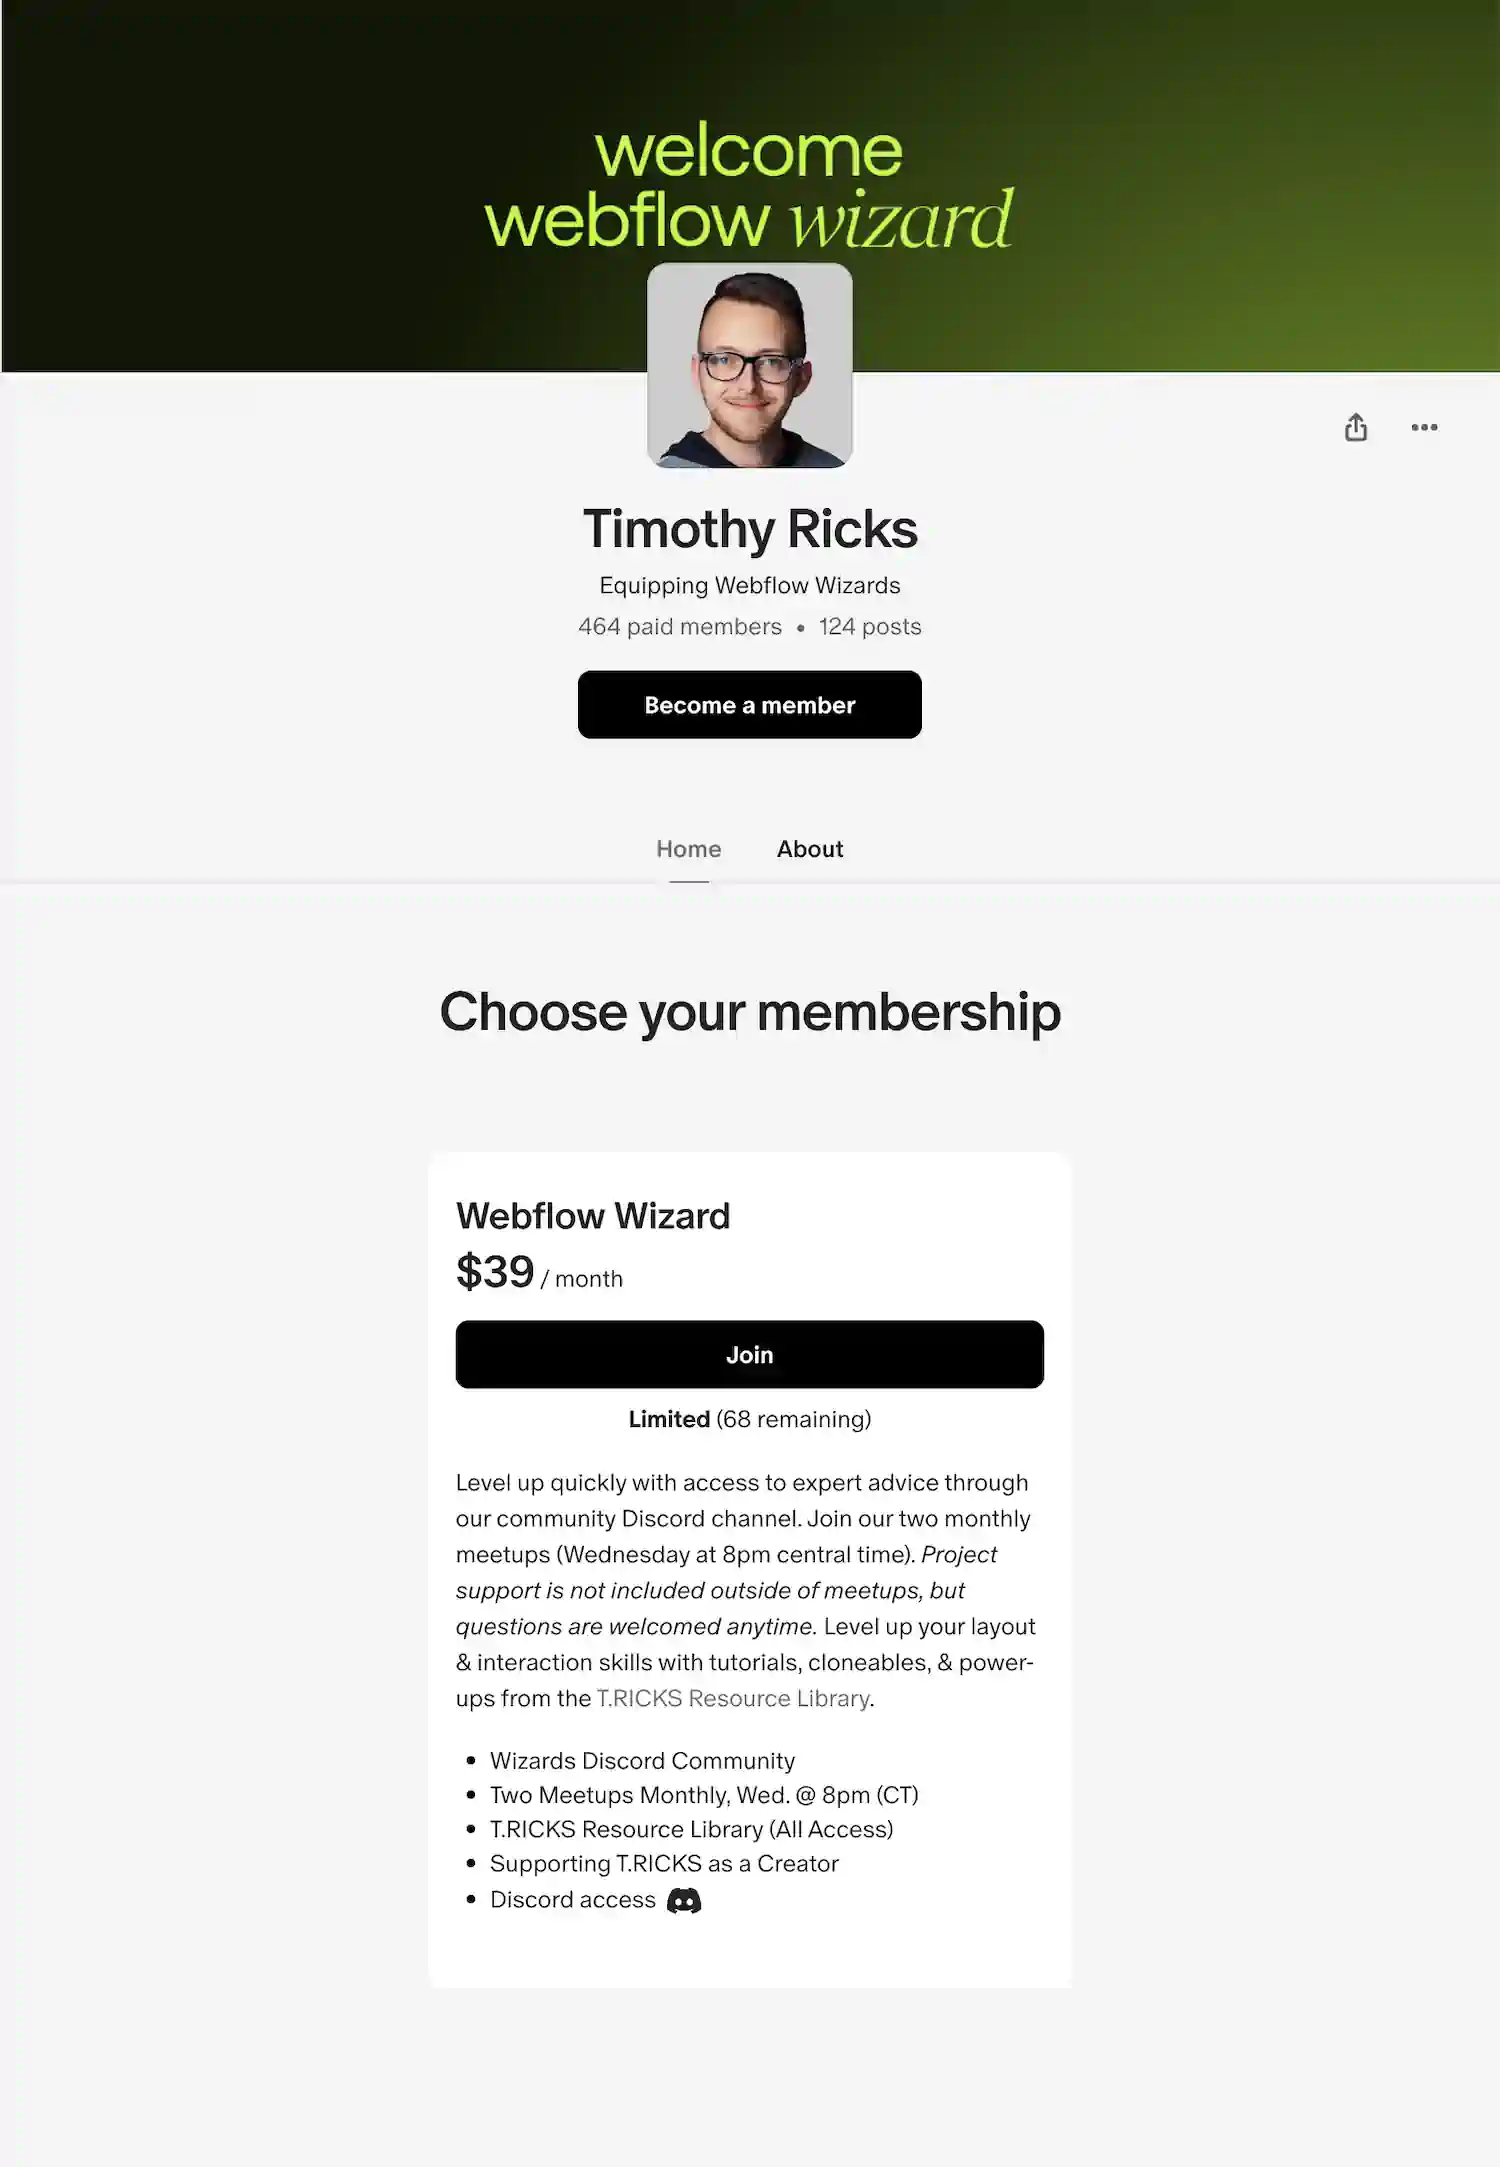 welcome
webflow wizard
Timothy Ricks
Equipping Webflow Wizards
464 paid members • 124 posts
Become a member
Home About
Choose your membership
Webflow Wizard
$39 / month
Join
Limited (68 remaining)
Level up quickly with access to expert advice through
our community Discord channel. Join our two monthly
meetups (Wednesday at 8pm central time). Project
support is not included outside of meetups, but
questions are welcomed anytime. Level up your layout
& interaction skills with tutorials, cloneables, & power-
ups from the T.RICKS Resource Library.
• Wizards Discord Community
• Two Meetups Monthly, Wed. @ 8pm (CT)
• T.RICKS Resource Library (All Access)
• Supporting T.RICKS as a Creator
• Discord access